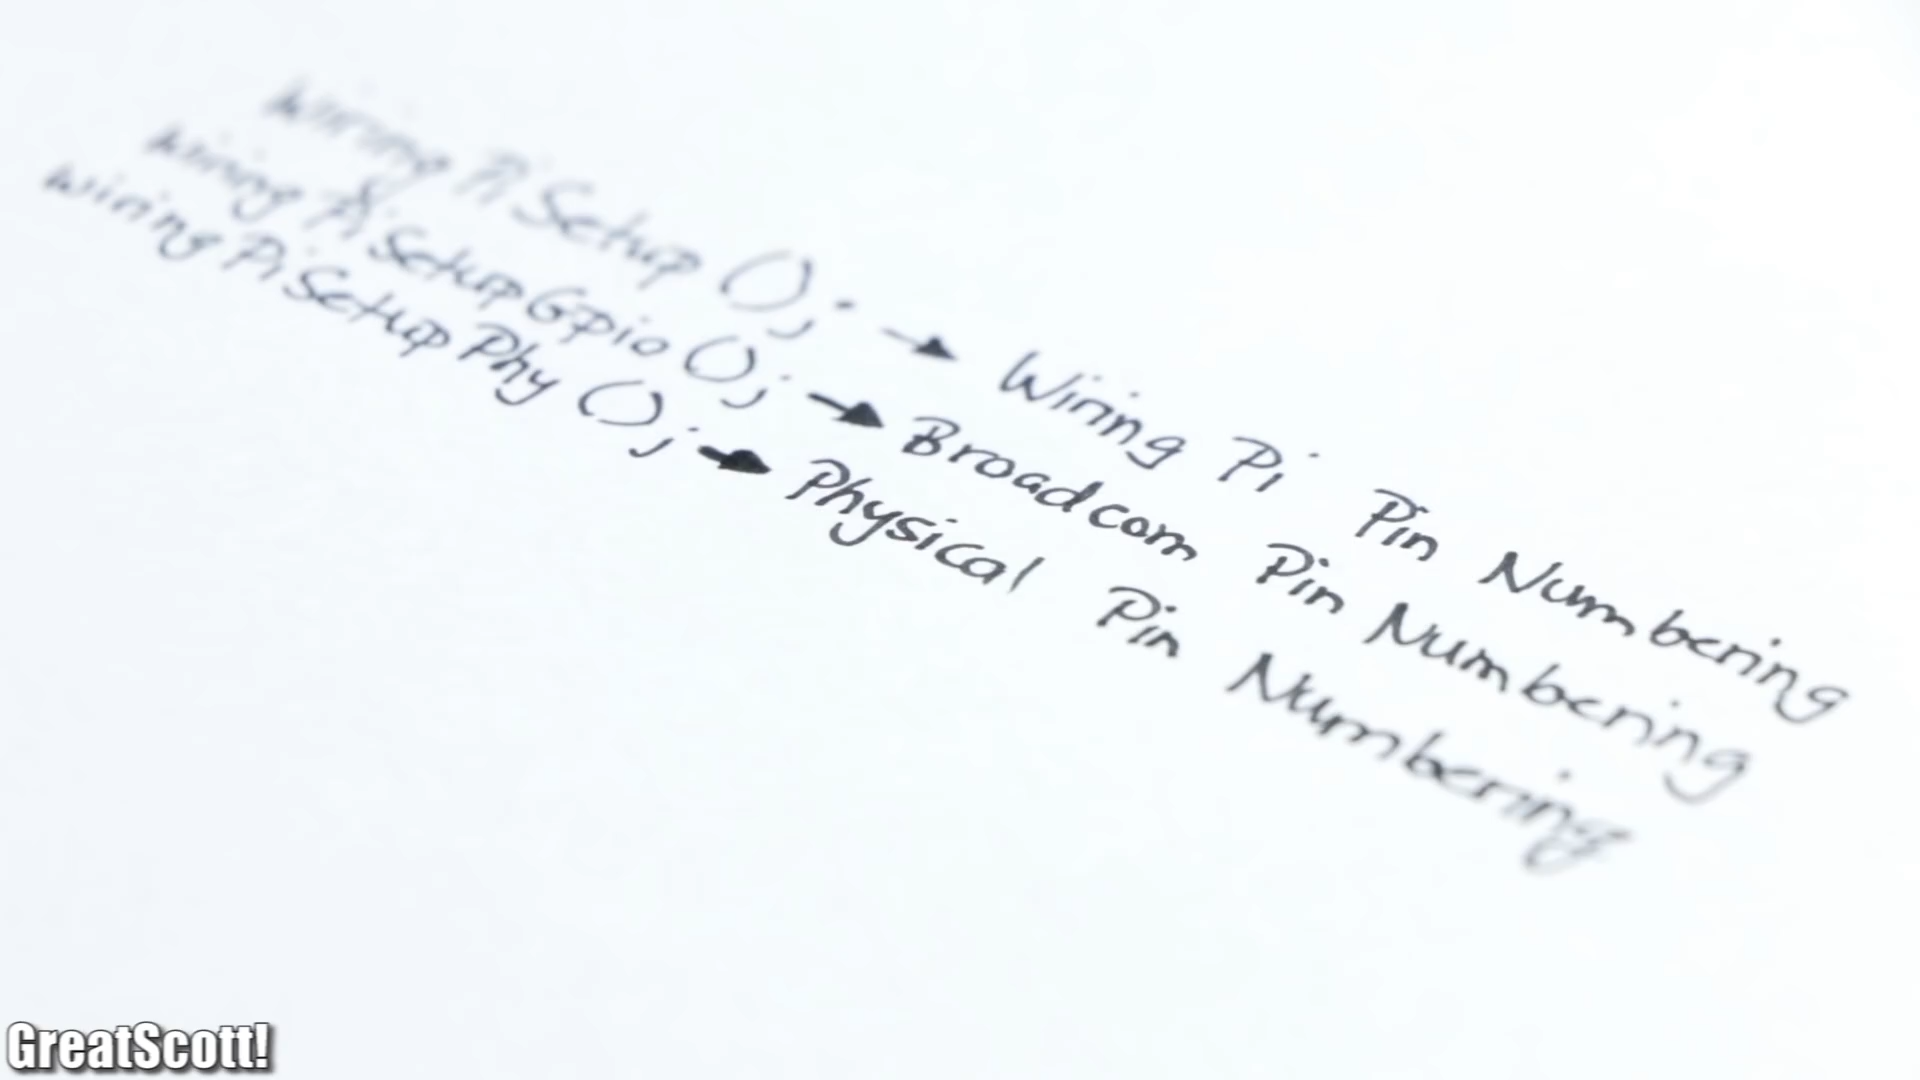 wiringPiSetup (); → Wiring Pi Pin Numbering
wiringPiSetupGpio (); → Broadcom Pin Numbering
wiringPiSetupPhy (); → Physical Pin Numbering
GreatScott!